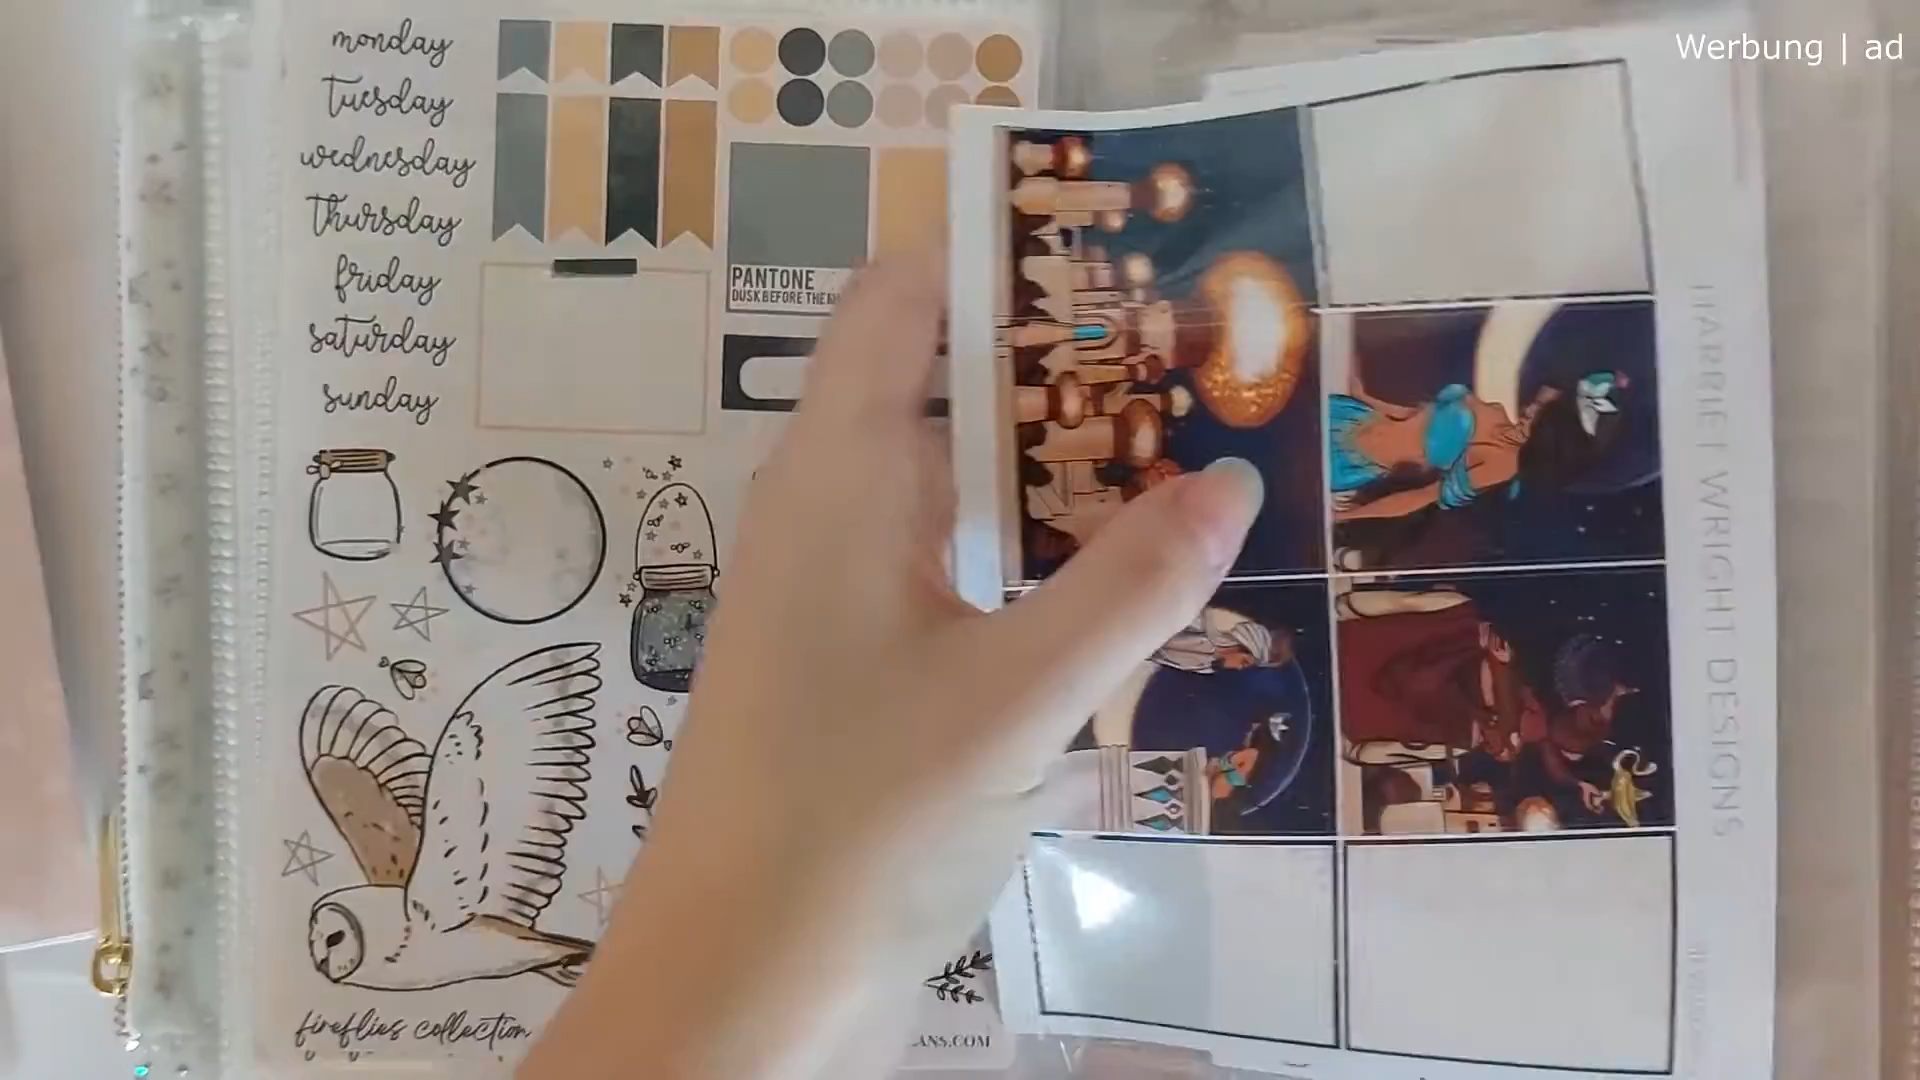 Werbung | ad
monday
tuesday
wednesday
thursday
friday
saturday
sunday
PANTONE
DUSK BEFORE THE
fireflies collection
ANS.COM
HARRIET WRIGHT DESIGNS